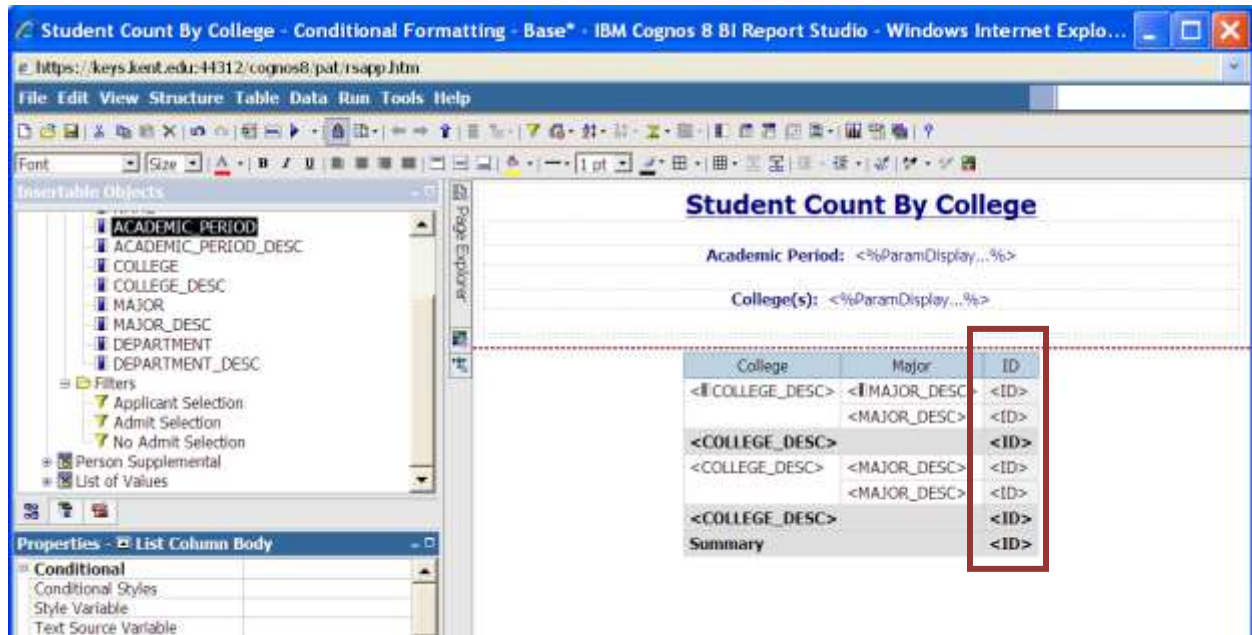 Student Count By College - Conditional Formatting - Base* - IBM Cognos 8 BI Report Studio - Windows Internet Explo...
https://keys.kent.edu:44312/cognos8/pat/rsapp.htm
File Edit View Structure Table Data Run Tools Help
Font Size 1 pt
Insertable Objects
ACADEMIC_PERIOD
ACADEMIC_PERIOD_DESC
COLLEGE
COLLEGE_DESC
MAJOR
MAJOR_DESC
DEPARTMENT
DEPARTMENT_DESC
Filters
Applicant Selection
Admit Selection
No Admit Selection
Person Supplemental
List of Values
Properties - List Column Body
Conditional
Conditional Styles
Style Variable
Text Source Variable
Page Explorer
Student Count By College
Academic Period: <%ParamDisplay...%>
College(s): <%ParamDisplay...%>
College Major ID
<COLLEGE_DESC> <MAJOR_DESC> <ID>
<MAJOR_DESC> <ID>
<COLLEGE_DESC> <ID>
<COLLEGE_DESC> <MAJOR_DESC> <ID>
<MAJOR_DESC> <ID>
<COLLEGE_DESC> <ID>
Summary <ID>